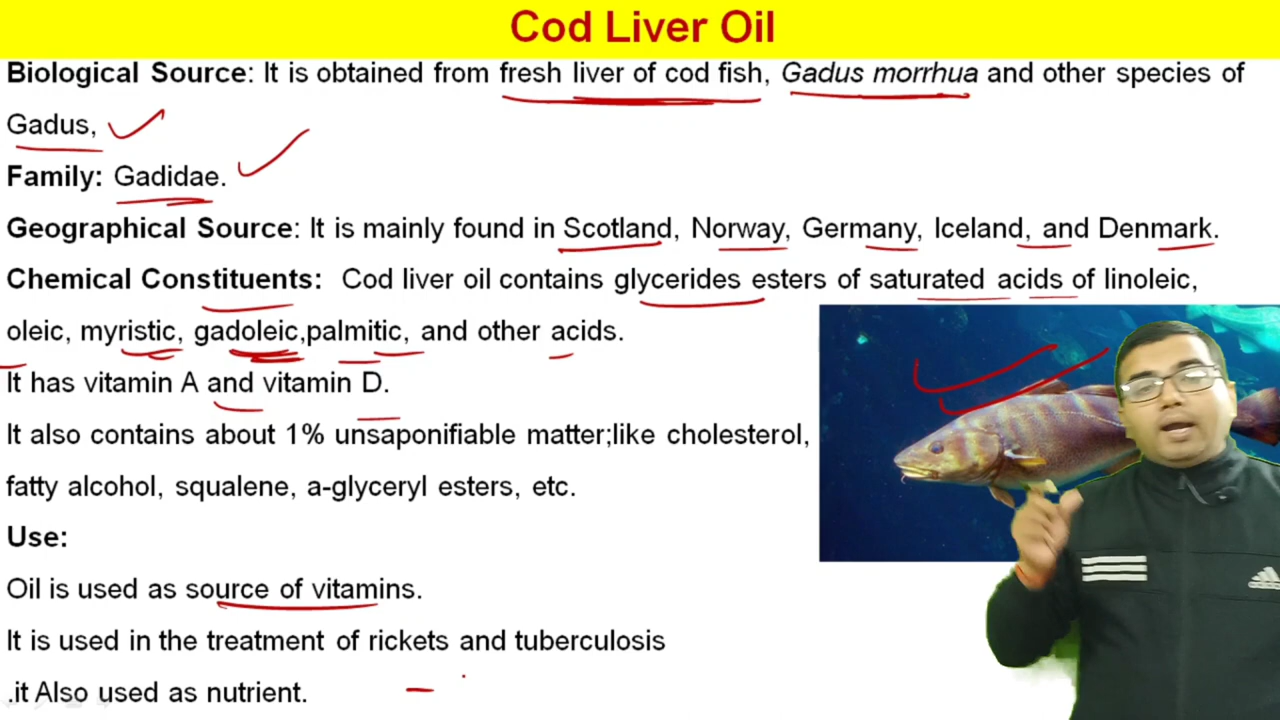 Cod Liver Oil
Biological Source: It is obtained from fresh liver of cod fish, Gadus morrhua and other species of
Gadus,
Family: Gadidae.
Geographical Source: It is mainly found in Scotland, Norway, Germany, Iceland, and Denmark.
Chemical Constituents: Cod liver oil contains glycerides esters of saturated acids of linoleic,
oleic, myristic, gadoleic,palmitic, and other acids.
It has vitamin A and vitamin D.
It also contains about 1% unsaponifiable matter;like cholesterol,
fatty alcohol, squalene, a-glyceryl esters, etc.
Use:
Oil is used as source of vitamins.
It is used in the treatment of rickets and tuberculosis
.it Also used as nutrient.